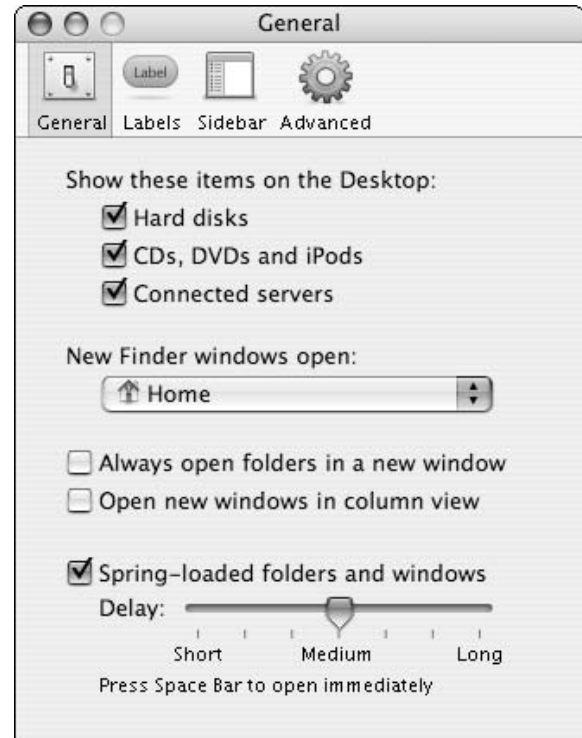 General
Label
General Labels Sidebar Advanced
Show these items on the Desktop:
Hard disks
CDs, DVDs and iPods
Connected servers
New Finder windows open:
Home
Always open folders in a new window
Open new windows in column view
Spring-loaded folders and windows
Delay:
Short Medium Long
Press Space Bar to open immediately